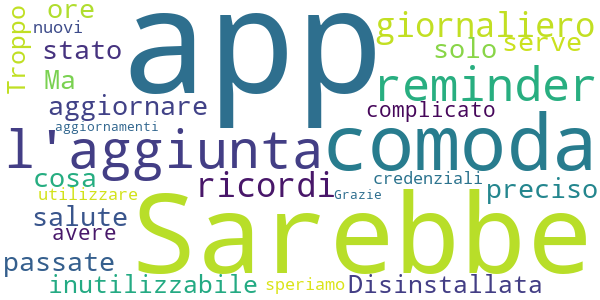 ore
nuovi
Troppo
app
giornaliero
stato
solo
serve
Ma
reminder
aggiornare
complicato
aggiornamenti
l'aggiunta
comoda
cosa
ricordi
credenziali
utilizzare
Grazie
preciso
salute
avere
Sarebbe
passate
inutilizzabile
speriamo
Disinstallata